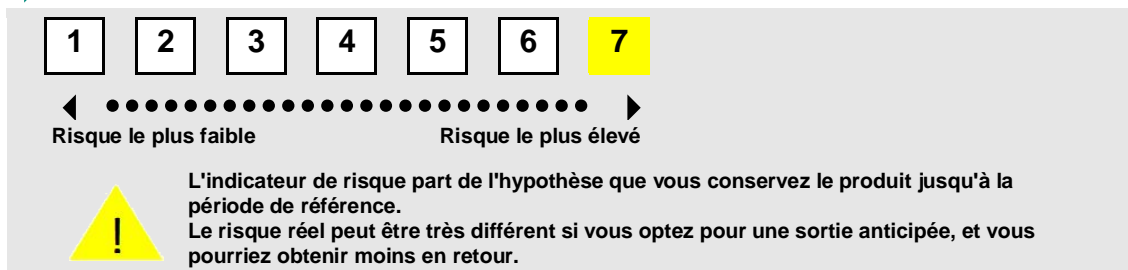 1 2 3 4 5 6 7
Risque le plus faible Risque le plus élevé
L'indicateur de risque part de l'hypothèse que vous conservez le produit jusqu'à la
période de référence.
Le risque réel peut être très différent si vous optez pour une sortie anticipée, et vous
pourriez obtenir moins en retour.
!